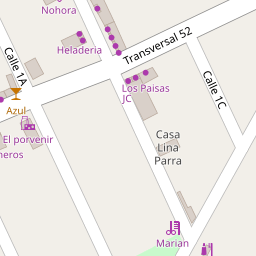 Nohora
Transversal 52
Heladeria
Calle 1A
Los Paisas
JC
Calle 1C
Azul
El porvenir
neros
Casa
Lina
Parra
Marian